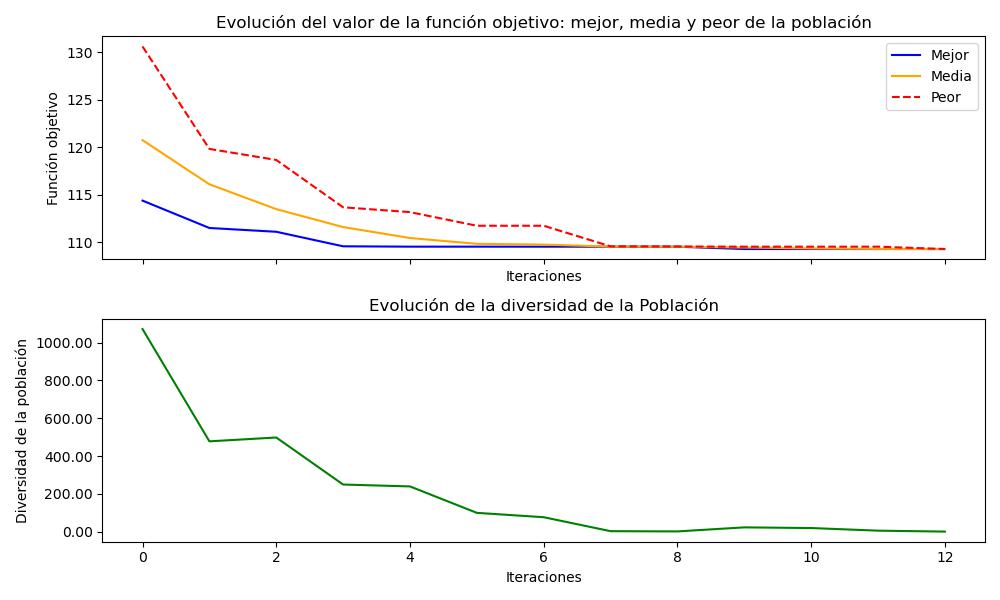 Evolución del valor de la función objetivo: mejor, media y peor de la población
130
125
120
115
110
Función objetivo
Mejor
Media
Peor
Iteraciones
Evolución de la diversidad de la Población
1000.00
800.00
600.00
400.00
200.00
0.00
Diversidad de la población
0 2 4 6 8 10 12
Iteraciones